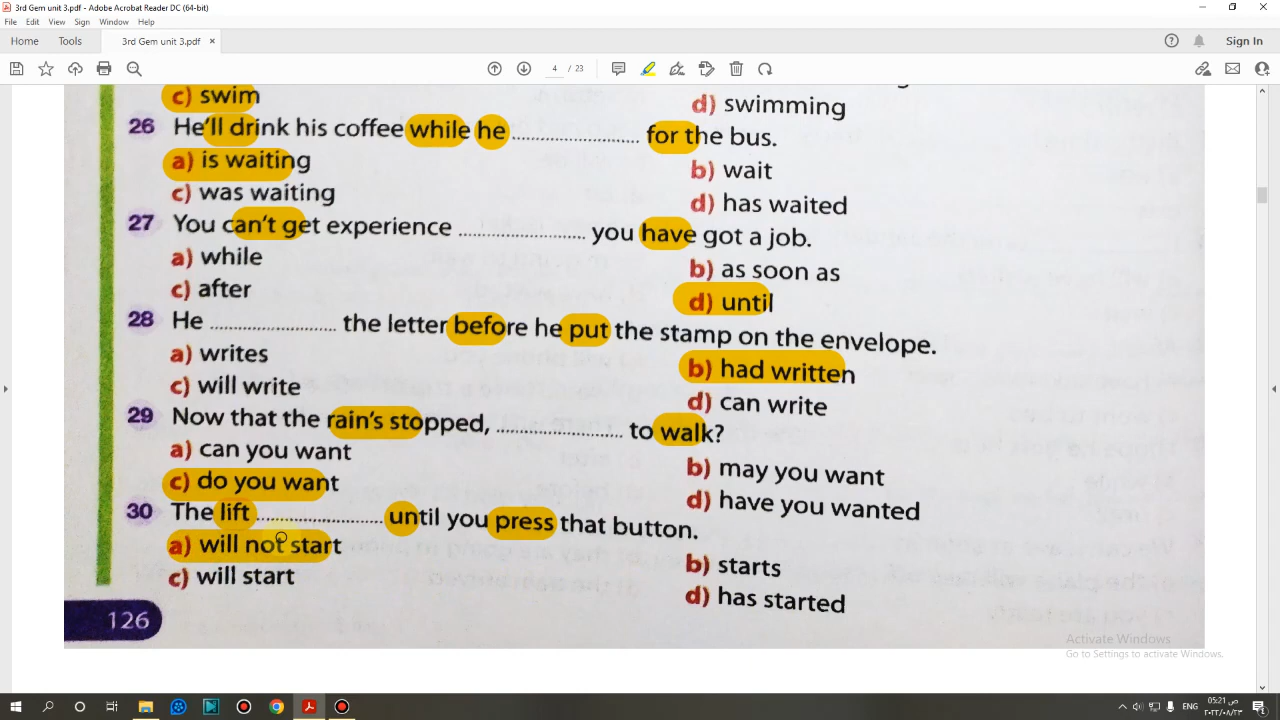 3rd Gem unit 3.pdf - Adobe Acrobat Reader DC (64-bit)
File Edit View Sign Window Help
Home Tools 3rd Gem unit 3.pdf × Sign In
4 / 23
c) swim d) swimming
26 He'll drink his coffee while he .............................. for the bus.
a) is waiting b) wait
c) was waiting d) has waited
27 You can't get experience .............................. you have got a job.
a) while b) as soon as
c) after d) until
28 He .............................. the letter before he put the stamp on the envelope.
a) writes b) had written
c) will write d) can write
29 Now that the rain's stopped, .............................. to walk?
a) can you want b) may you want
c) do you want d) have you wanted
30 The lift .............................. until you press that button.
a) will not start b) starts
c) will start d) has started
126
Activate Windows
Go to Settings to activate Windows.
ENG 05:21 ص
٢٠٢٢/٠٨/٢٣